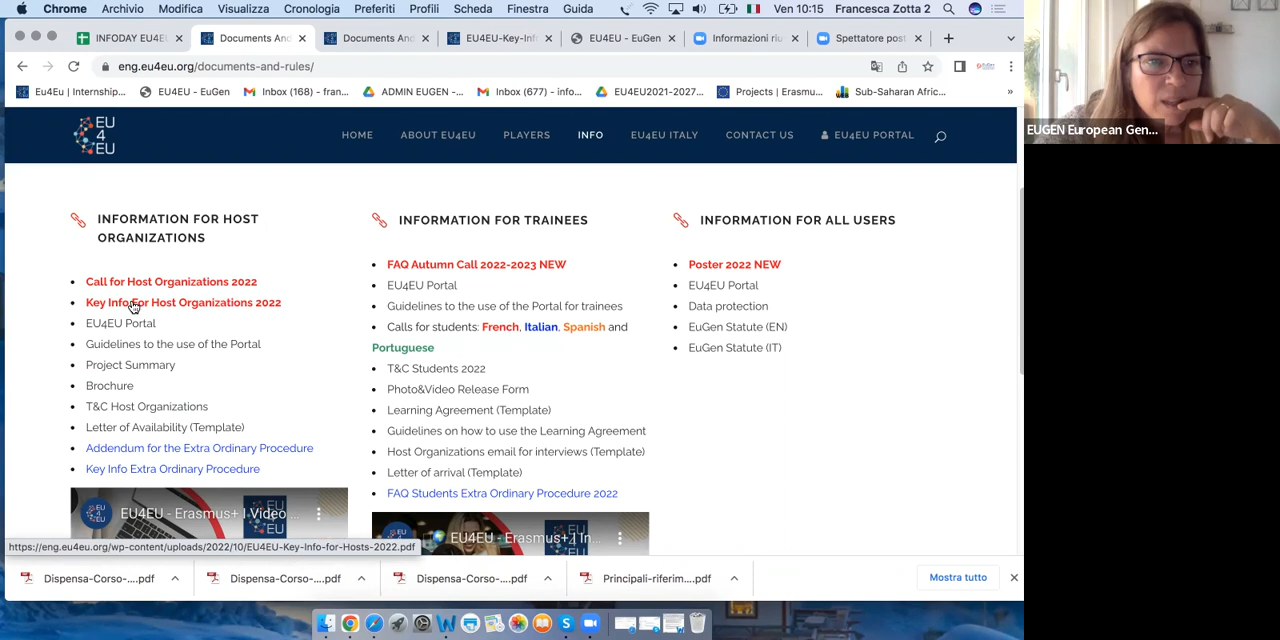 Chrome Archivio Modifica Visualizza Cronologia Preferiti Profili Scheda Finestra Guida Ven 10:15 Francesca Zotta 2
INFODAY EU4E Documents And Documents And EU4EU-Key-Inf EU4EU - EuGen Informazioni riu Spettatore post
eng.eu4eu.org/documents-and-rules/
Eu4Eu | Internship... EU4EU - EuGen Inbox (168) - fran... ADMIN EUGEN -... Inbox (677) - info... EU4EU2021-2027... Projects | Erasmu... Sub-Saharan Afric... »
EU
4
EU
HOME ABOUT EU4EU PLAYERS INFO EU4EU ITALY CONTACT US EU4EU PORTAL
EUGEN European Gen...
INFORMATION FOR HOST
ORGANIZATIONS
Call for Host Organizations 2022
Key Info For Host Organizations 2022
EU4EU Portal
Guidelines to the use of the Portal
Project Summary
Brochure
T&C Host Organizations
Letter of Availability (Template)
Addendum for the Extra Ordinary Procedure
Key Info Extra Ordinary Procedure
EU4EU - Erasmus+ I Video ...
INFORMATION FOR TRAINEES
FAQ Autumn Call 2022-2023 NEW
EU4EU Portal
Guidelines to the use of the Portal for trainees
Calls for students: French, Italian, Spanish and
Portuguese
T&C Students 2022
Photo&Video Release Form
Learning Agreement (Template)
Guidelines on how to use the Learning Agreement
Host Organizations email for interviews (Template)
Letter of arrival (Template)
FAQ Students Extra Ordinary Procedure 2022
EU4EU - Erasmus+ | In...
INFORMATION FOR ALL USERS
Poster 2022 NEW
EU4EU Portal
Data protection
EuGen Statute (EN)
EuGen Statute (IT)
https://eng.eu4eu.org/wp-content/uploads/2022/10/EU4EU-Key-Info-for-Hosts-2022.pdf
Dispensa-Corso-....pdf Dispensa-Corso-....pdf Dispensa-Corso-....pdf Principali-riferim....pdf Mostra tutto